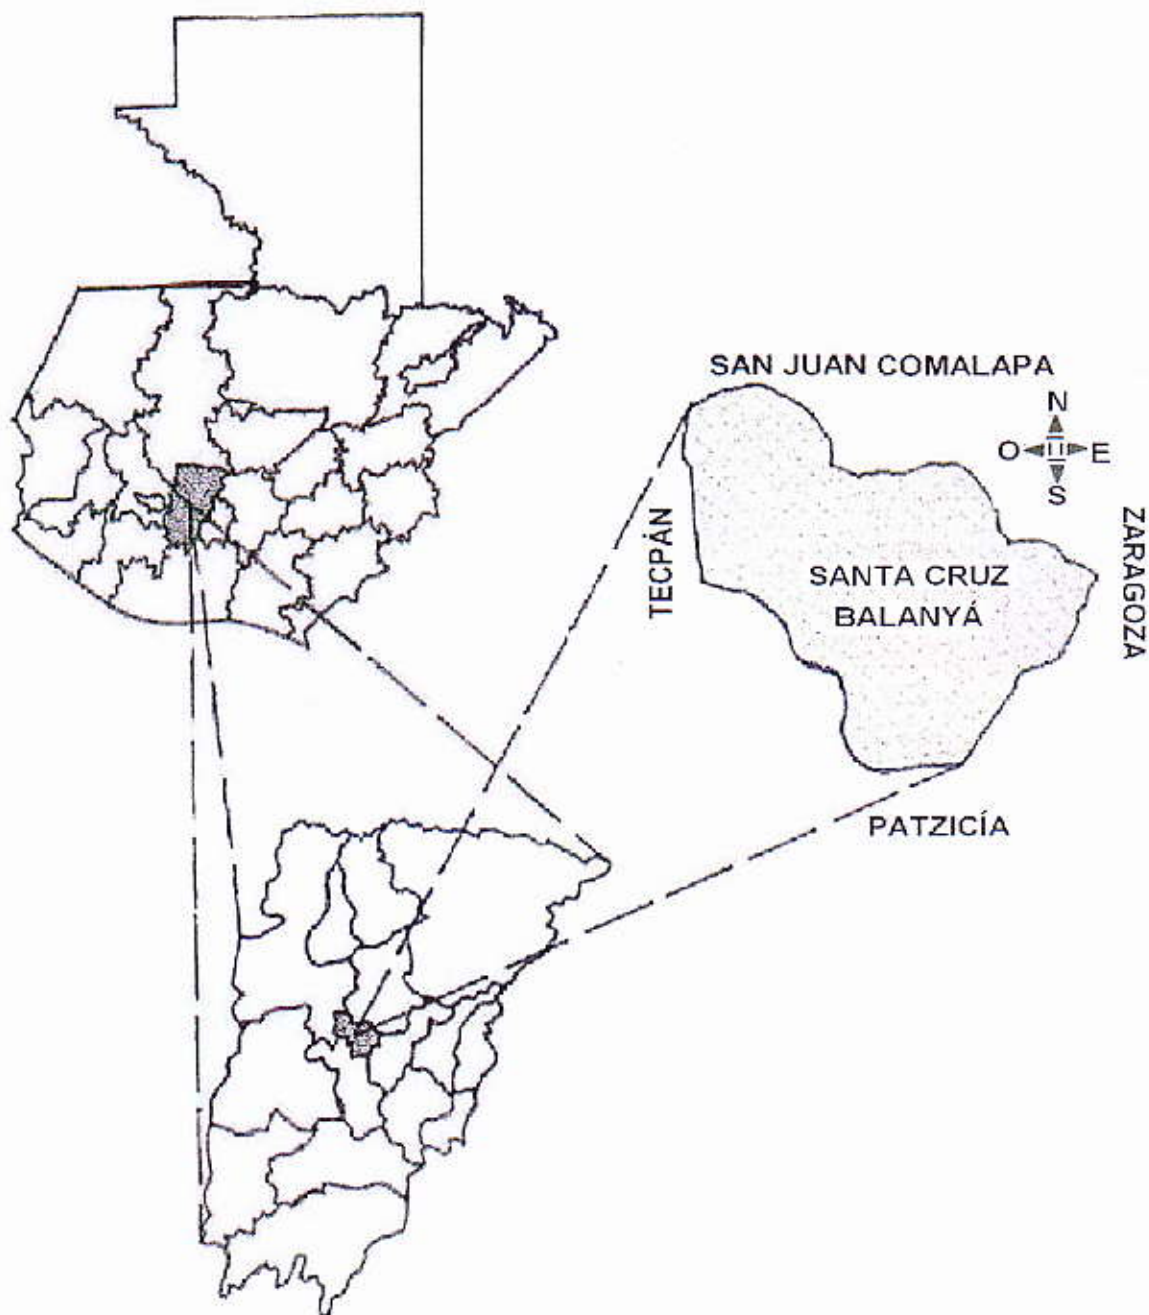 SAN JUAN COMALAPA
N
O E
S
TECPÁN
ZARAGOZA
SANTA CRUZ
BALANYÁ
PATZICÍA